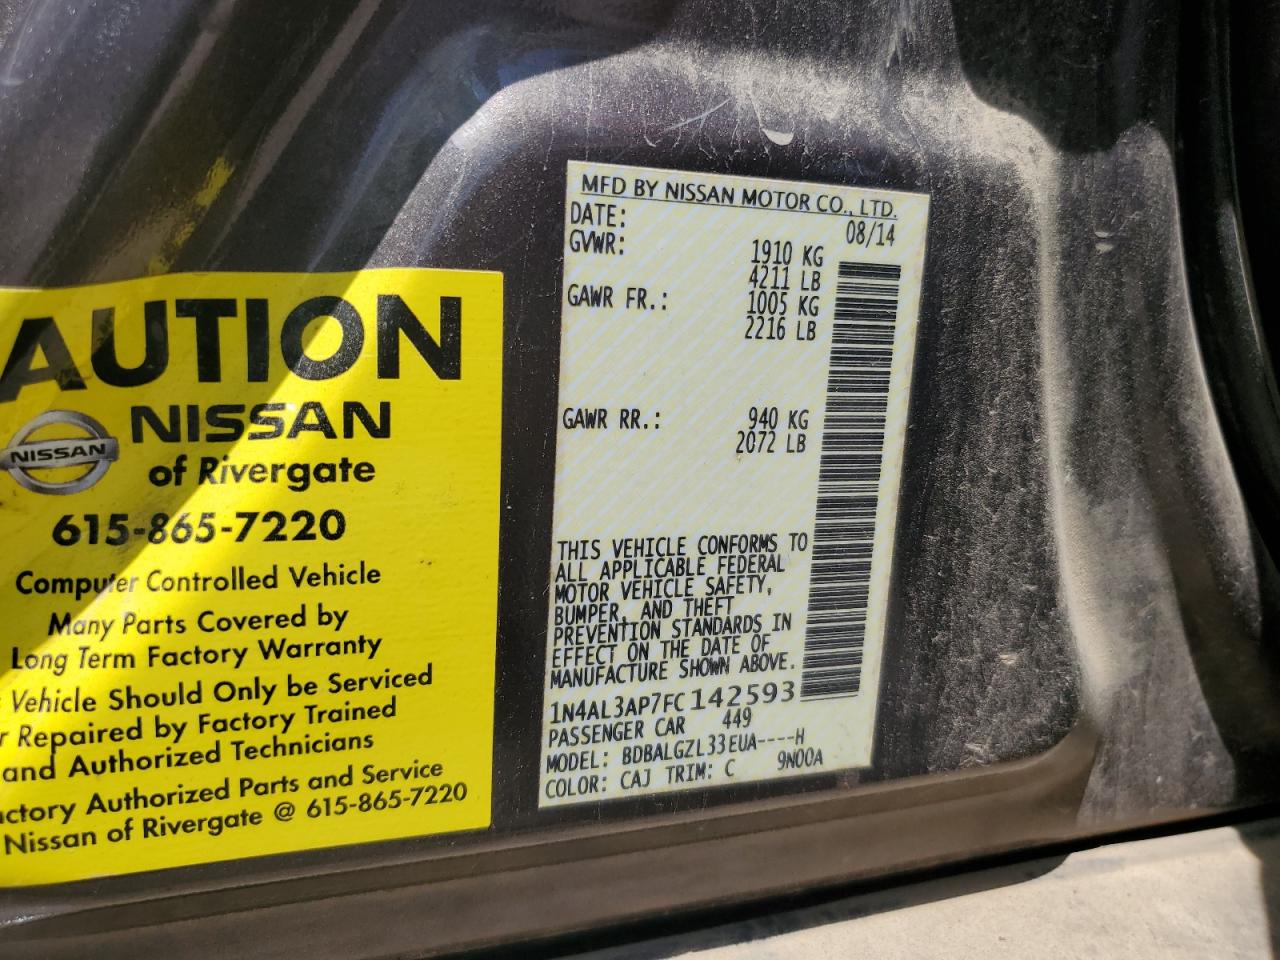 AUTION
NISSAN
NISSAN
of Rivergate
615-865-7220
Computer Controlled Vehicle
Many Parts Covered by
Long Term Factory Warranty
Vehicle Should Only be Serviced
r Repaired by Factory Trained
and Authorized Technicians
actory Authorized Parts and Service
Nissan of Rivergate @ 615-865-7220
MFD BY NISSAN MOTOR CO., LTD.
DATE: 08/14
GVWR: 1910 KG
4211 LB
GAWR FR.: 1005 KG
2216 LB
GAWR RR.: 940 KG
2072 LB
THIS VEHICLE CONFORMS TO
ALL APPLICABLE FEDERAL
MOTOR VEHICLE SAFETY,
BUMPER, AND THEFT
PREVENTION STANDARDS IN
EFFECT ON THE DATE OF
MANUFACTURE SHOWN ABOVE.
1N4AL3AP7FC142593
PASSENGER CAR 449
MODEL: BDBALGZL33EUA----H
COLOR: CAJ TRIM: C 9N00A